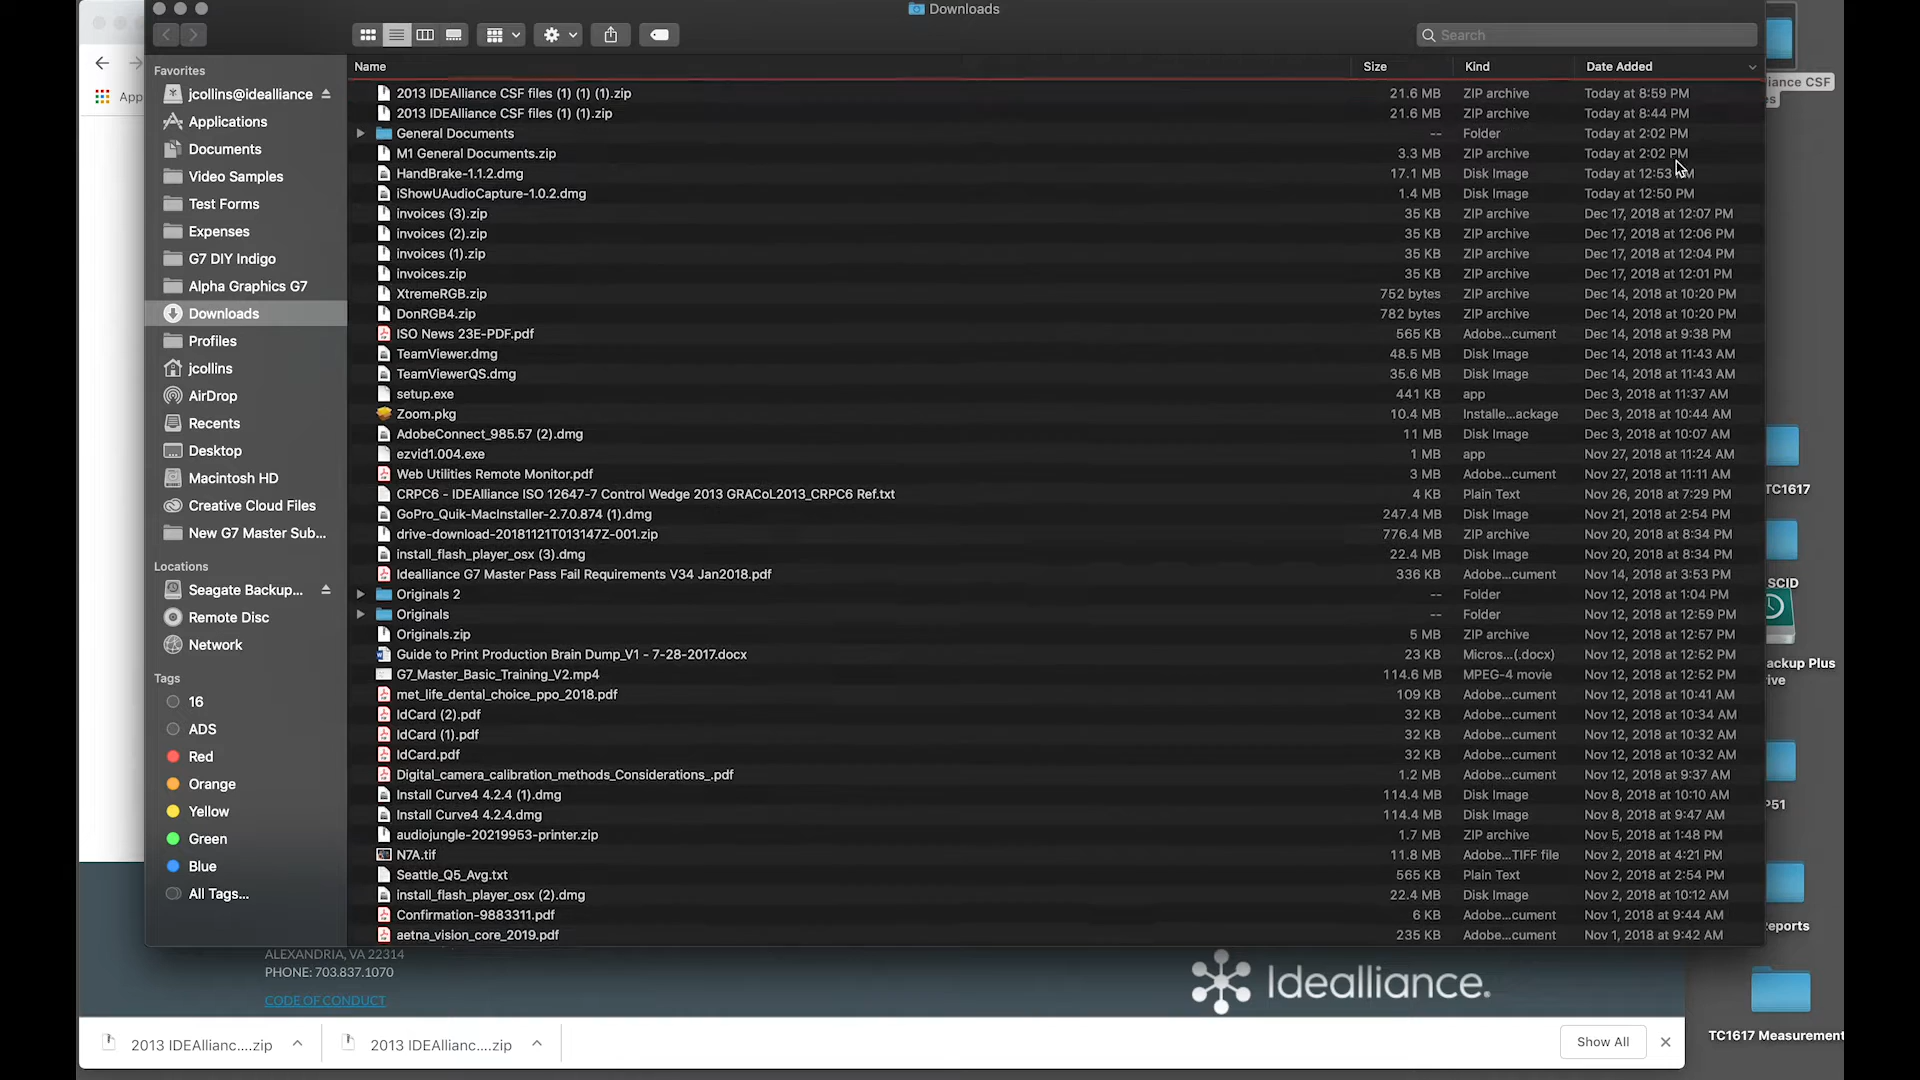 Downloads
Search
iance CSF
es
App
Favorites
jcollins@idealliance
Applications
Documents
Video Samples
Test Forms
Expenses
G7 DIY Indigo
Alpha Graphics G7
Downloads
Profiles
jcollins
AirDrop
Recents
Desktop
Macintosh HD
Creative Cloud Files
New G7 Master Sub...
Locations
Seagate Backup...
Remote Disc
Network
Tags
16
ADS
Red
Orange
Yellow
Green
Blue
All Tags...
Name Size Kind Date Added
2013 IDEAlliance CSF files (1) (1) (1).zip 21.6 MB ZIP archive Today at 8:59 PM
2013 IDEAlliance CSF files (1) (1).zip 21.6 MB ZIP archive Today at 8:44 PM
General Documents -- Folder Today at 2:02 PM
M1 General Documents.zip 3.3 MB ZIP archive Today at 2:02 PM
HandBrake-1.1.2.dmg 17.1 MB Disk Image Today at 12:53 PM
iShowUAudioCapture-1.0.2.dmg 1.4 MB Disk Image Today at 12:50 PM
invoices (3).zip 35 KB ZIP archive Dec 17, 2018 at 12:07 PM
invoices (2).zip 35 KB ZIP archive Dec 17, 2018 at 12:06 PM
invoices (1).zip 35 KB ZIP archive Dec 17, 2018 at 12:04 PM
invoices.zip 35 KB ZIP archive Dec 17, 2018 at 12:01 PM
XtremeRGB.zip 752 bytes ZIP archive Dec 14, 2018 at 10:20 PM
DonRGB4.zip 782 bytes ZIP archive Dec 14, 2018 at 10:20 PM
ISO News 23E-PDF.pdf 565 KB Adobe...cument Dec 14, 2018 at 9:38 PM
TeamViewer.dmg 48.5 MB Disk Image Dec 14, 2018 at 11:43 AM
TeamViewerQS.dmg 35.6 MB Disk Image Dec 14, 2018 at 11:43 AM
setup.exe 441 KB app Dec 3, 2018 at 11:37 AM
Zoom.pkg 10.4 MB Installe...ackage Dec 3, 2018 at 10:44 AM
AdobeConnect_985.57 (2).dmg 11 MB Disk Image Dec 3, 2018 at 10:07 AM
ezvid1.004.exe 1 MB app Nov 27, 2018 at 11:24 AM
Web Utilities Remote Monitor.pdf 3 MB Adobe...cument Nov 27, 2018 at 11:11 AM
CRPC6 - IDEAlliance ISO 12647-7 Control Wedge 2013 GRACoL2013_CRPC6 Ref.txt 4 KB Plain Text Nov 26, 2018 at 7:29 PM
GoPro_Quik-MacInstaller-2.7.0.874 (1).dmg 247.4 MB Disk Image Nov 21, 2018 at 2:54 PM
drive-download-20181121T013147Z-001.zip 776.4 MB ZIP archive Nov 20, 2018 at 8:34 PM
install_flash_player_osx (3).dmg 22.4 MB Disk Image Nov 20, 2018 at 8:34 PM
Idealliance G7 Master Pass Fail Requirements V34 Jan2018.pdf 336 KB Adobe...cument Nov 14, 2018 at 3:53 PM
Originals 2 -- Folder Nov 12, 2018 at 1:04 PM
Originals -- Folder Nov 12, 2018 at 12:59 PM
Originals.zip 5 MB ZIP archive Nov 12, 2018 at 12:57 PM
Guide to Print Production Brain Dump_V1 - 7-28-2017.docx 23 KB Micros...(.docx) Nov 12, 2018 at 12:52 PM
G7_Master_Basic_Training_V2.mp4 114.6 MB MPEG-4 movie Nov 12, 2018 at 12:52 PM
met_life_dental_choice_ppo_2018.pdf 109 KB Adobe...cument Nov 12, 2018 at 10:41 AM
IdCard (2).pdf 32 KB Adobe...cument Nov 12, 2018 at 10:34 AM
IdCard (1).pdf 32 KB Adobe...cument Nov 12, 2018 at 10:32 AM
IdCard.pdf 32 KB Adobe...cument Nov 12, 2018 at 10:32 AM
Digital_camera_calibration_methods_Considerations_.pdf 1.2 MB Adobe...cument Nov 12, 2018 at 9:37 AM
Install Curve4 4.2.4 (1).dmg 114.4 MB Disk Image Nov 8, 2018 at 10:10 AM
Install Curve4 4.2.4.dmg 114.4 MB Disk Image Nov 8, 2018 at 9:47 AM
audiojungle-20219953-printer.zip 1.7 MB ZIP archive Nov 5, 2018 at 1:48 PM
N7A.tif 11.8 MB Adobe...TIFF file Nov 2, 2018 at 4:21 PM
Seattle_Q5_Avg.txt 565 KB Plain Text Nov 2, 2018 at 2:54 PM
install_flash_player_osx (2).dmg 22.4 MB Disk Image Nov 2, 2018 at 10:12 AM
Confirmation-9883311.pdf 6 KB Adobe...cument Nov 1, 2018 at 9:44 AM
aetna_vision_core_2019.pdf 235 KB Adobe...cument Nov 1, 2018 at 9:42 AM
TC1617
SCID
ackup Plus
ive
P51
eports
TC1617 Measurement
ALEXANDRIA, VA 22314
PHONE: 703.837.1070
CODE OF CONDUCT
Idealliance.
2013 IDEAllianc....zip
2013 IDEAllianc....zip
Show All